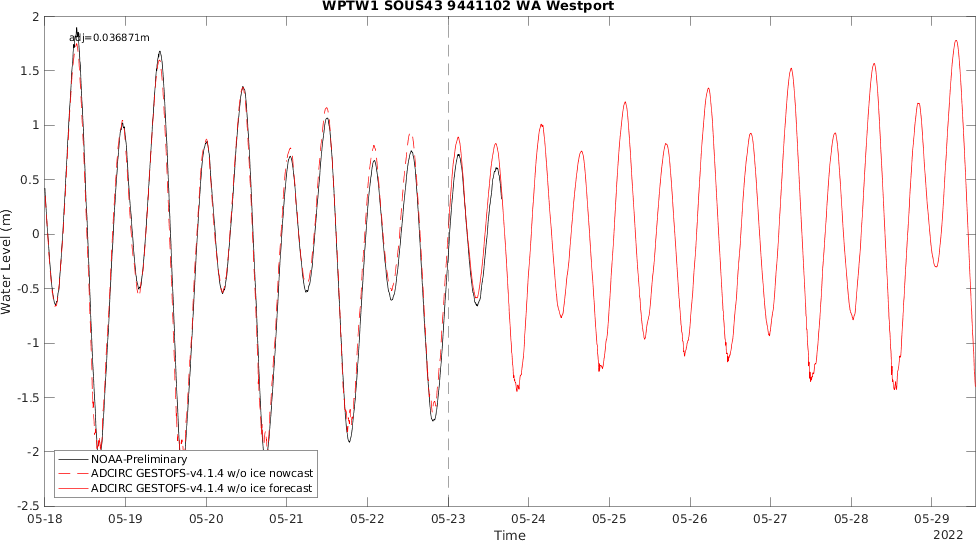 WPTW1 SOUS43 9441102 WA Westport
adj=0.036871m
2
1.5
1
0.5
0
-0.5
-1
-1.5
-2
-2.5
Water Level (m)
NOAA-Preliminary
ADCIRC GESTOFS-v4.1.4 w/o ice nowcast
ADCIRC GESTOFS-v4.1.4 w/o ice forecast
05-18 05-19 05-20 05-21 05-22 05-23 05-24 05-25 05-26 05-27 05-28 05-29
Time
2022